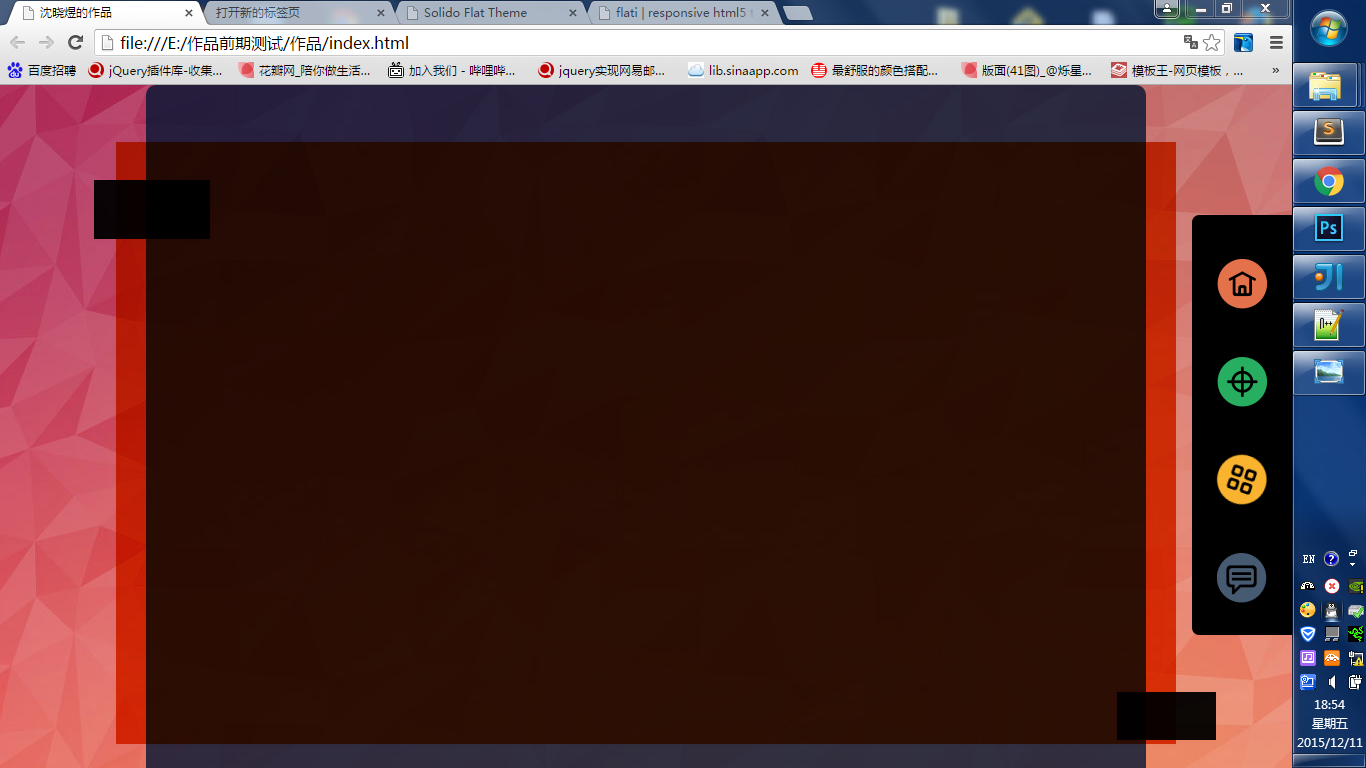 沈晓煜的作品
打开新的标签页
Solido Flat Theme
flati | responsive html5 t
file:///E:/作品前期测试/作品/index.html
百度招聘
jQuery插件库-收集...
花瓣网_陪你做生活...
加入我们 - 哔哩哔...
jquery实现网易邮...
lib.sinaapp.com
最舒服的颜色搭配...
版面(41图)_@烁星...
模板王-网页模板，...
»
S
Ps
EN
18:54
星期五
2015/12/11